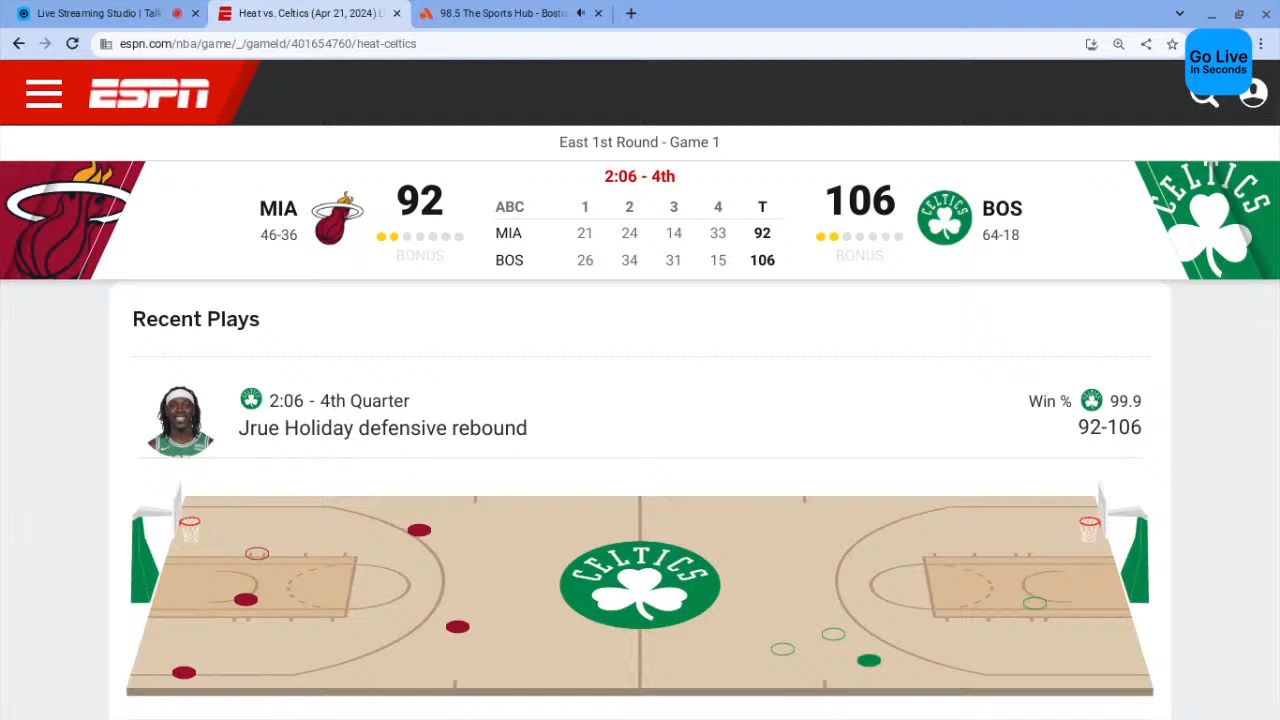 Live Streaming Studio | Talk
Heat vs. Celtics (Apr 21, 2024) L
98.5 The Sports Hub - Bosto
espn.com/nba/game/_/gameId/401654760/heat-celtics
Go Live
In Seconds
ESPN
East 1st Round - Game 1
2:06 - 4th
MIA 92 106 BOS
46-36 64-18
BONUS BONUS
ABC 1 2 3 4 T
MIA 21 24 14 33 92
BOS 26 34 31 15 106
CELTICS
Recent Plays
2:06 - 4th Quarter
Jrue Holiday defensive rebound
Win % 99.9
92-106
CELTICS